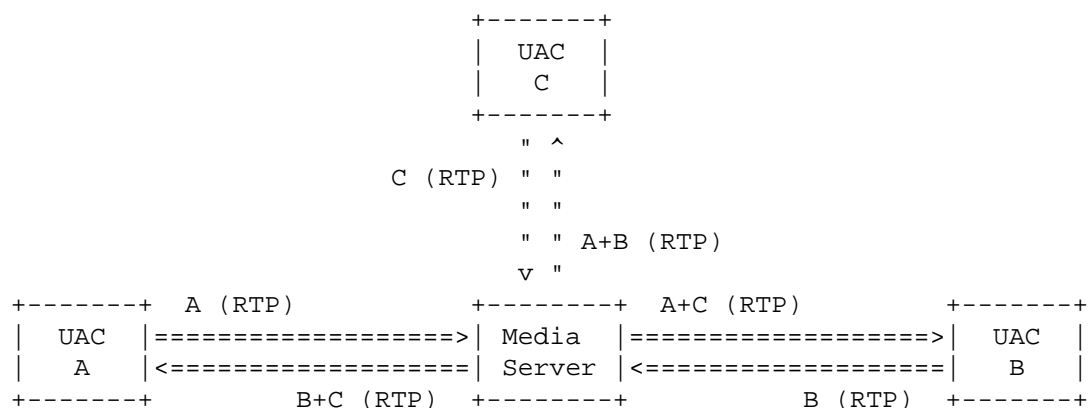 UAC
C
C (RTP)
A+B (RTP)
A (RTP) A+C (RTP)
UAC Media UAC
A Server B
B+C (RTP) B (RTP)